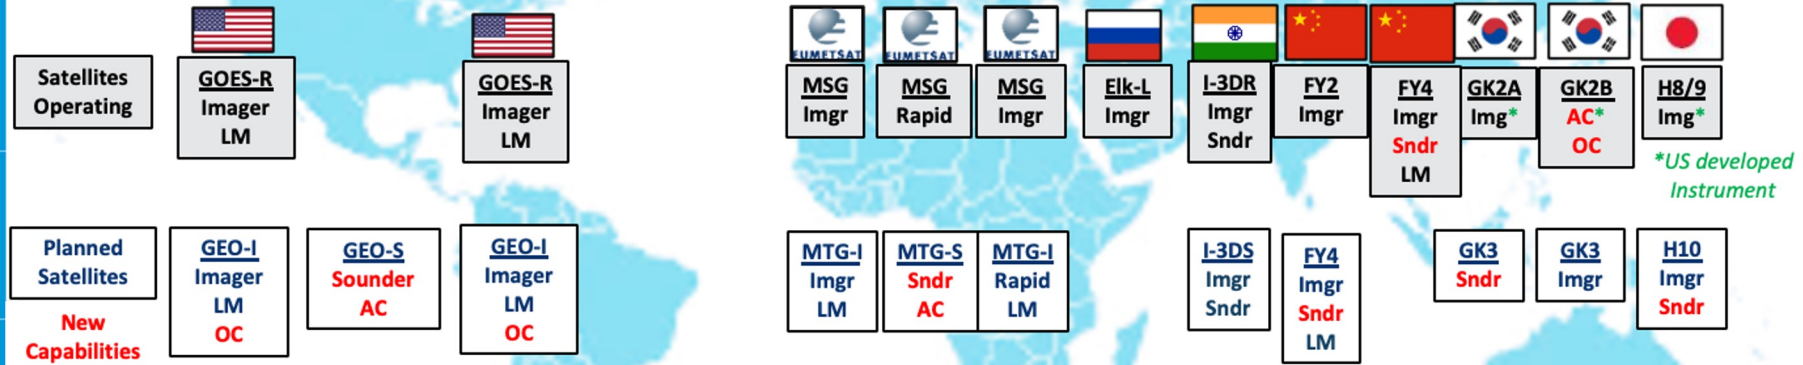 EUMETSAT
EUMETSAT
EUMETSAT
Satellites
Operating
GOES-R
Imager
LM
GOES-R
Imager
LM
MSG
Imgr
MSG
Rapid
MSG
Imgr
Elk-L
Imgr
I-3DR
Imgr
Sndr
FY2
Imgr
FY4
Imgr
Sndr
LM
GK2A
Img*
GK2B
AC*
OC
H8/9
Img*
*US developed
Instrument
Planned
Satellites
New
Capabilities
GEO-I
Imager
LM
OC
GEO-S
Sounder
AC
GEO-I
Imager
LM
OC
MTG-I
Imgr
LM
MTG-S
Sndr
AC
MTG-I
Rapid
LM
I-3DS
Imgr
Sndr
FY4
Imgr
Sndr
LM
GK3
Sndr
GK3
Imgr
H10
Imgr
Sndr